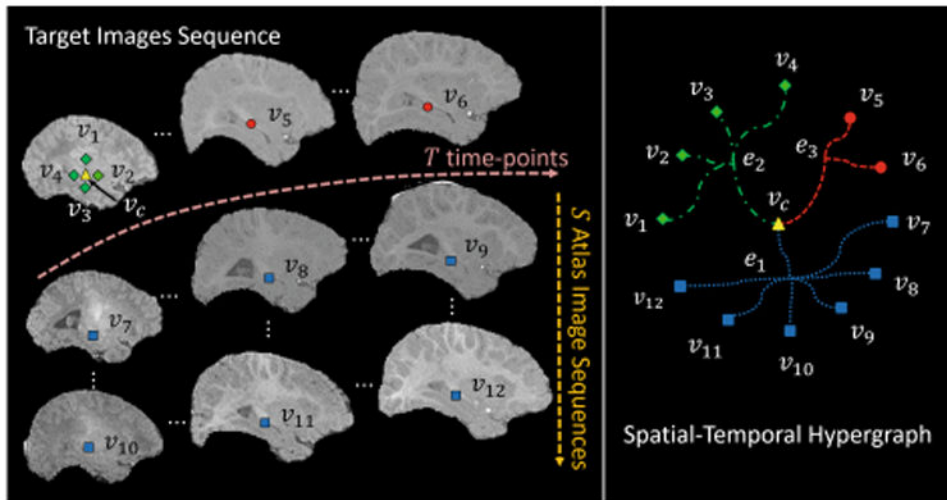 Target Images Sequence
...
v5
...
v6
v1
v4
v2
v3
vc
T time-points
S Atlas Image Sequences
v7
...
v8
...
v9
v10
...
v11
...
v12
v4
v3
v5
v2
e2
e3
v6
v1
vc
v7
e1
v12
v8
v11
v9
v10
Spatial-Temporal Hypergraph